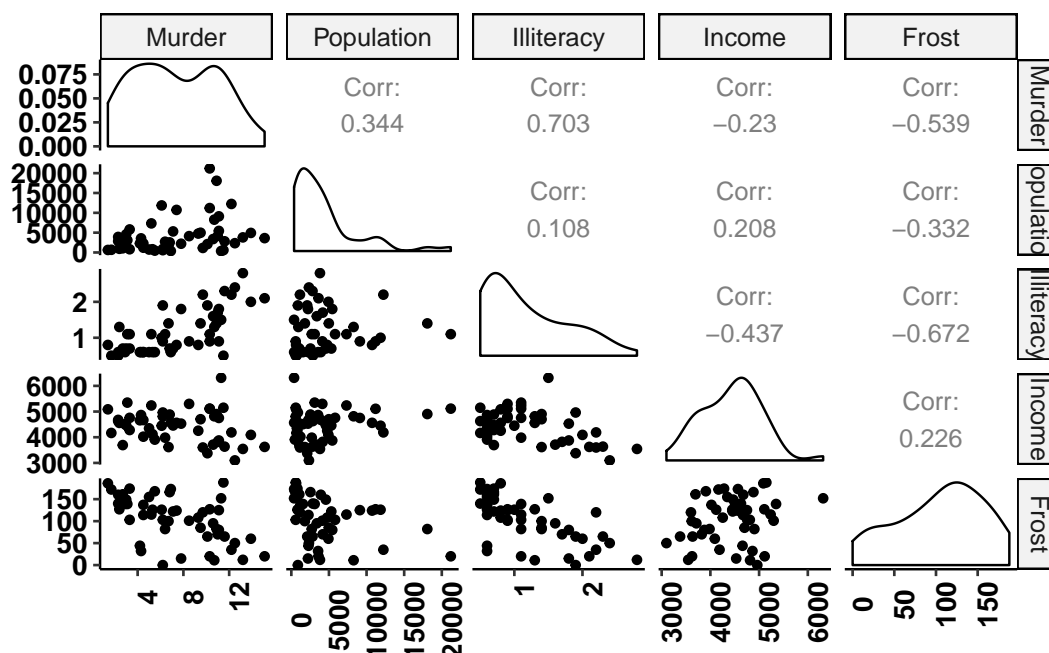 Murder Population Illiteracy Income Frost
0.075
0.050
0.025
0.000
Corr:
0.344
Corr:
0.703
Corr:
−0.23
Corr:
−0.539
Murder
20000
15000
10000
5000
0
Corr:
0.108
Corr:
0.208
Corr:
−0.332
opulatio
2
1
Corr:
−0.437
Corr:
−0.672
Illiteracy
6000
5000
4000
3000
Corr:
0.226
Income
150
100
50
0
Frost
4 8 12
0 5000 10000 15000 20000
1 2
3000 4000 5000 6000
0 50 100 150